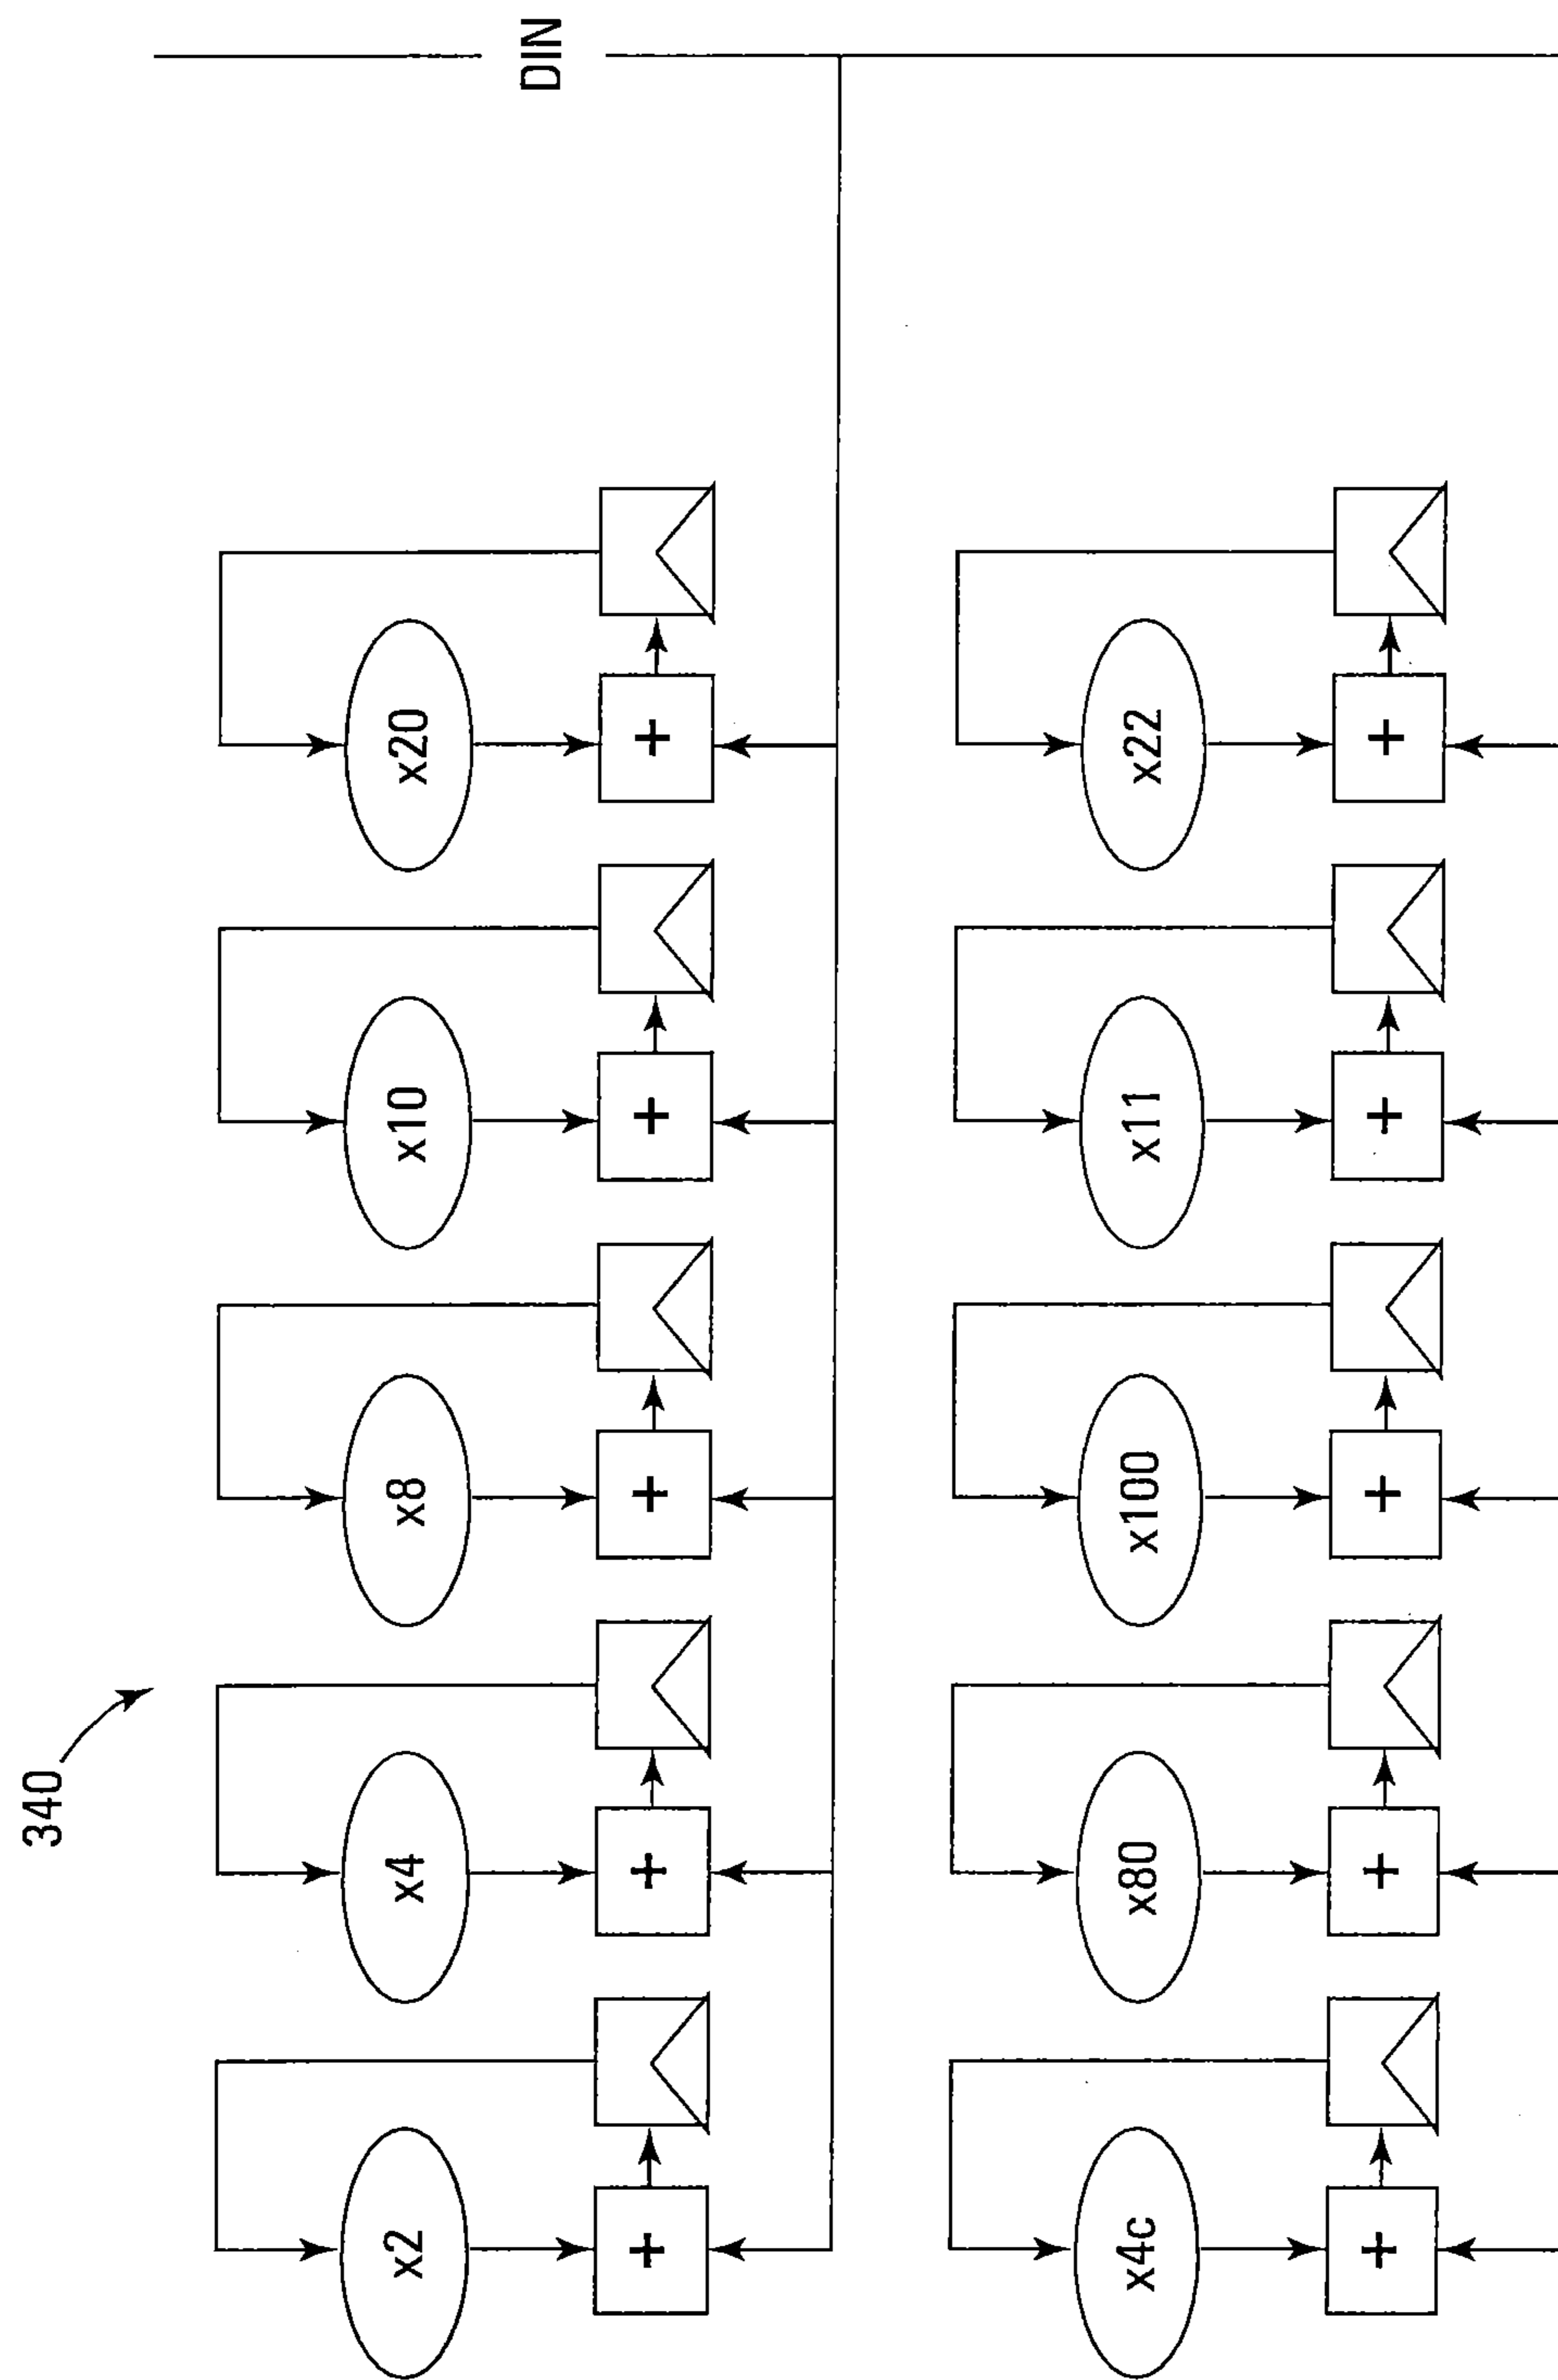 340
x2 x4 x8 x10 x20
DIN
+ + + + +
x4c x80 x100 x11 x22
+ + + + +